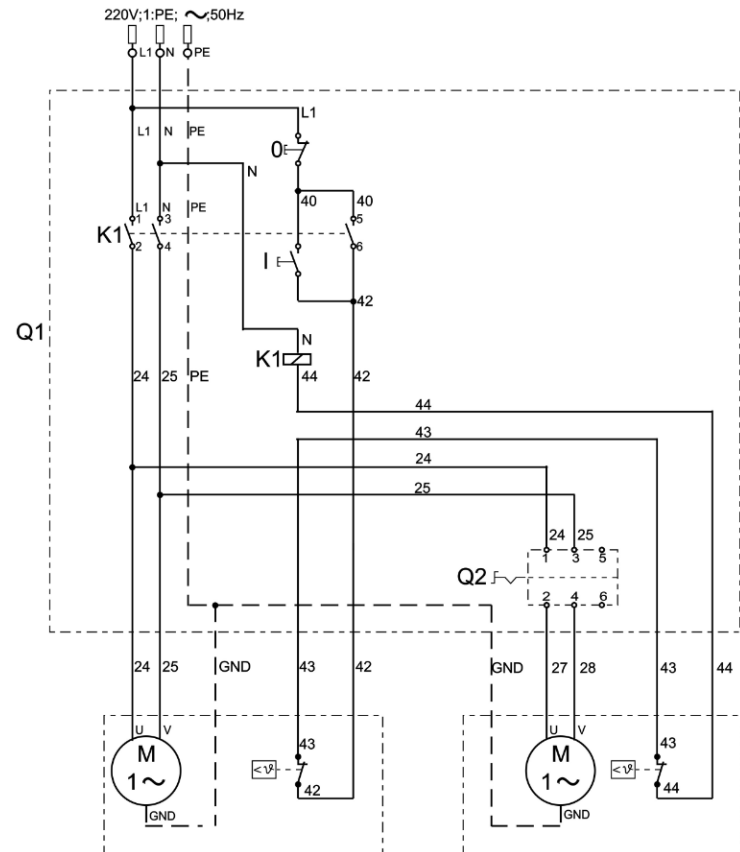 220V;1:PE; ～;50Hz
L1 N PE
L1
L1 N PE
0
N
L1 N PE
40 40
1 3 5
K1
2 4 6
I
42
Q1
N
K1
24 25 PE 44 42
44
43
24
25
24 25
1 3 5
Q2
2 4 6
24 25 GND 43 42 GND 27 28 43 44
U V U V
43 43
M M
<ϑ <ϑ
1～ 1～
42 44
GND GND